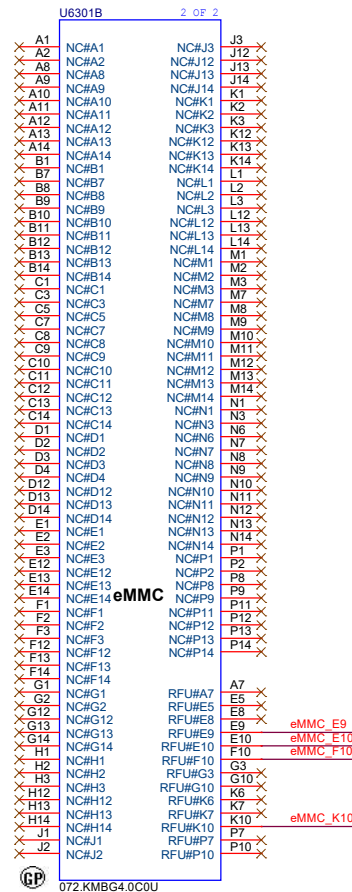 U6301B 2 OF 2
A1 NC#A1 NC#J3 J3
A2 NC#A2 NC#J12 J12
A8 NC#A8 NC#J13 J13
A9 NC#A9 NC#J14 J14
A10 NC#A10 NC#K1 K1
A11 NC#A11 NC#K2 K2
A12 NC#A12 NC#K3 K3
A13 NC#A13 NC#K12 K12
A14 NC#A14 NC#K13 K13
B1 NC#B1 NC#K14 K14
B7 NC#B7 NC#L1 L1
B8 NC#B8 NC#L2 L2
B9 NC#B9 NC#L3 L3
B10 NC#B10 NC#L12 L12
B11 NC#B11 NC#L13 L13
B12 NC#B12 NC#L14 L14
B13 NC#B13 NC#M1 M1
B14 NC#B14 NC#M2 M2
C1 NC#C1 NC#M3 M3
C3 NC#C3 NC#M7 M7
C5 NC#C5 NC#M8 M8
C7 NC#C7 NC#M9 M9
C8 NC#C8 NC#M10 M10
C9 NC#C9 NC#M11 M11
C10 NC#C10 NC#M12 M12
C11 NC#C11 NC#M13 M13
C12 NC#C12 NC#M14 M14
C13 NC#C13 NC#N1 N1
C14 NC#C14 NC#N3 N3
D1 NC#D1 NC#N6 N6
D2 NC#D2 NC#N7 N7
D3 NC#D3 NC#N8 N8
D4 NC#D4 NC#N9 N9
D12 NC#D12 NC#N10 N10
D13 NC#D13 NC#N11 N11
D14 NC#D14 NC#N12 N12
E1 NC#E1 NC#N13 N13
E2 NC#E2 NC#N14 N14
E3 NC#E3 NC#P1 P1
E12 NC#E12 NC#P2 P2
E13 NC#E13 NC#P8 P8
E14 NC#E14 eMMC NC#P9 P9
F1 NC#F1 NC#P11 P11
F2 NC#F2 NC#P12 P12
F3 NC#F3 NC#P13 P13
F12 NC#F12 NC#P14 P14
F13 NC#F13
F14 NC#F14
G1 NC#G1 RFU#A7 A7
G2 NC#G2 RFU#E5 E5
G12 NC#G12 RFU#E8 E8
G13 NC#G13 RFU#E9 E9 eMMC_E9
G14 NC#G14 RFU#E10 E10 eMMC_E10
H1 NC#H1 RFU#F10 F10 eMMC_F10
H2 NC#H2 RFU#G3 G3
H3 NC#H3 RFU#G10 G10
H12 NC#H12 RFU#K6 K6
H13 NC#H13 RFU#K7 K7
H14 NC#H14 RFU#K10 K10 eMMC_K10
J1 NC#J1 RFU#P7 P7
J2 NC#J2 RFU#P10 P10
GP
072.KMBG4.0C0U